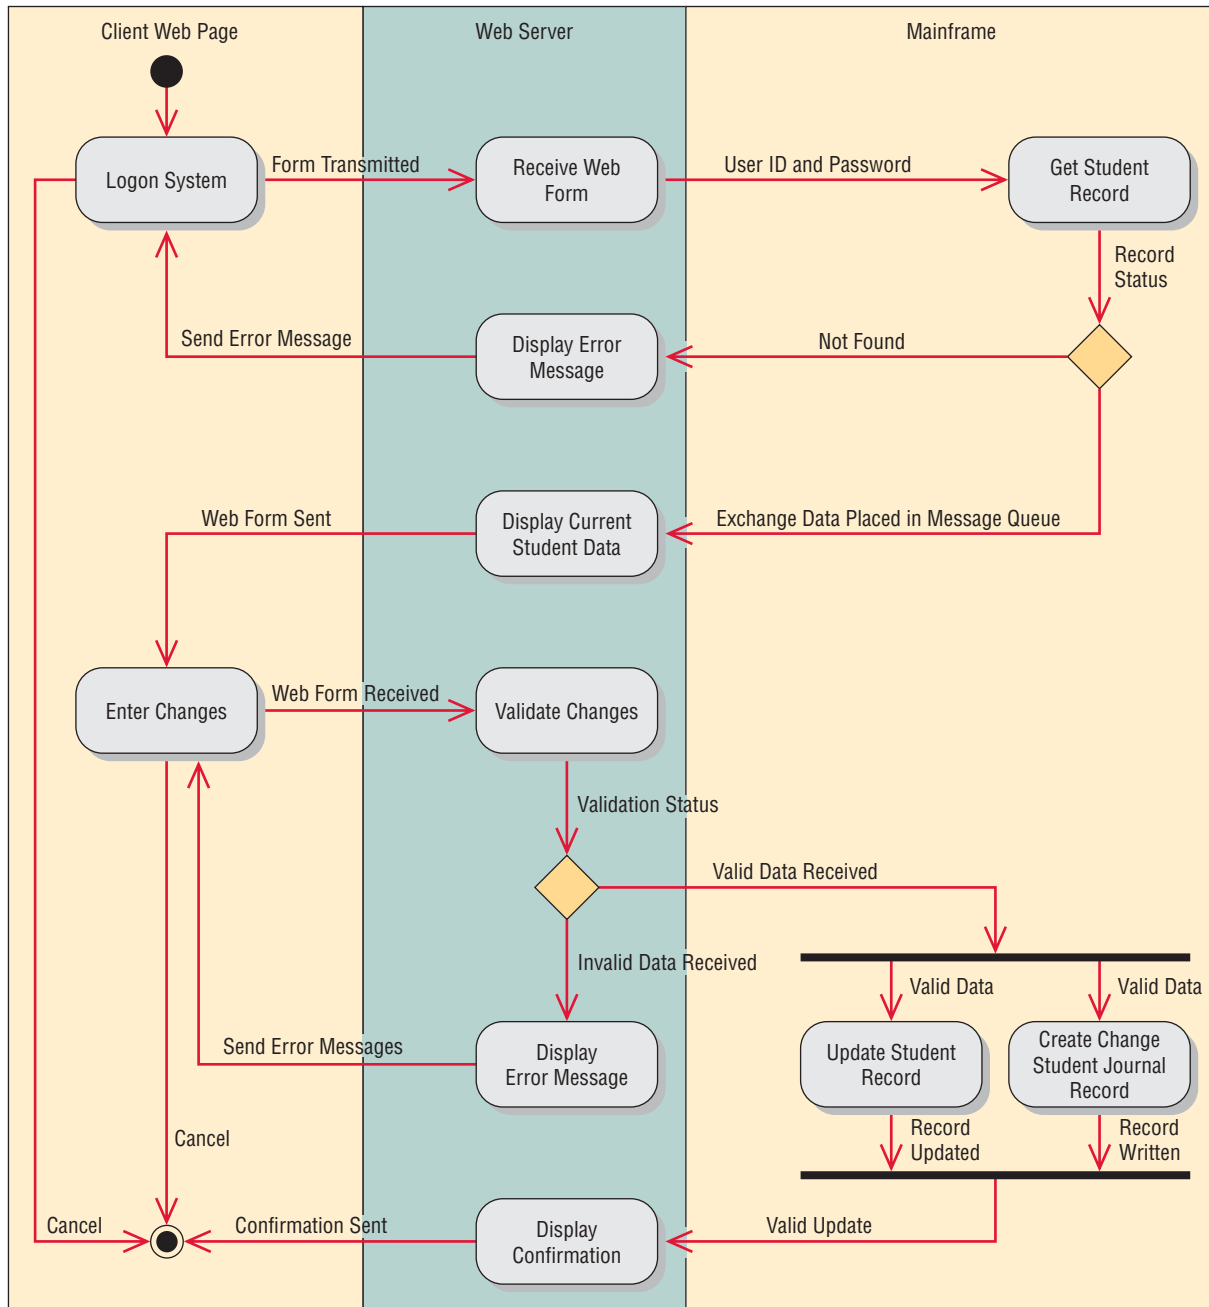 Client Web Page
Web Server
Mainframe
Logon System
Form Transmitted
Receive Web
Form
User ID and Password
Get Student
Record
Record
Status
Send Error Message
Display Error
Message
Not Found
Web Form Sent
Display Current
Student Data
Exchange Data Placed in Message Queue
Enter Changes
Web Form Received
Validate Changes
Validation Status
Valid Data Received
Invalid Data Received
Valid Data
Valid Data
Send Error Messages
Display
Error Message
Update Student
Record
Create Change
Student Journal
Record
Cancel
Record
Updated
Record
Written
Cancel
Confirmation Sent
Display
Confirmation
Valid Update